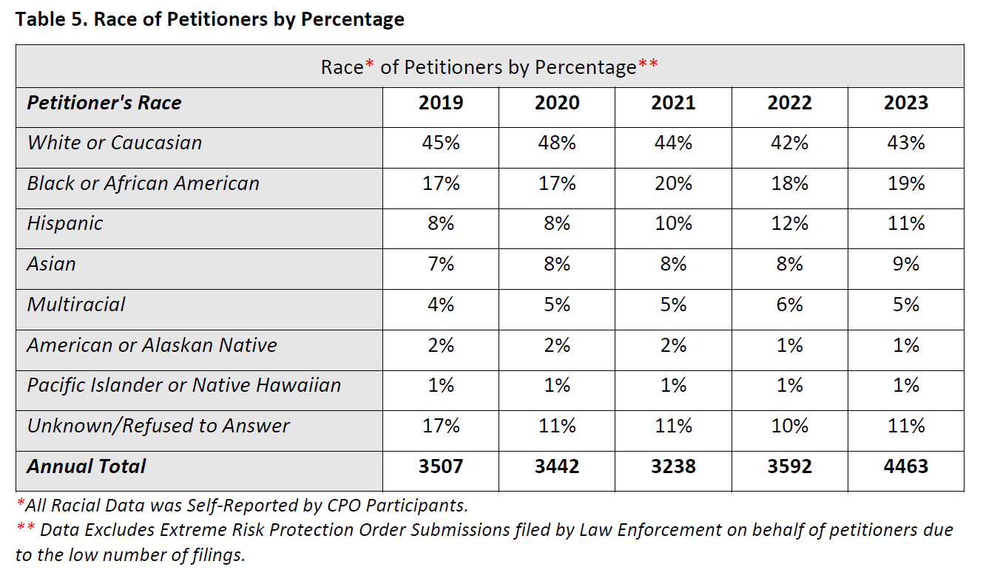 Table 5. Race of Petitioners by Percentage
Race* of Petitioners by Percentage**
Petitioner's Race 2019 2020 2021 2022 2023
White or Caucasian 45% 48% 44% 42% 43%
Black or African American 17% 17% 20% 18% 19%
Hispanic 8% 8% 10% 12% 11%
Asian 7% 8% 8% 8% 9%
Multiracial 4% 5% 5% 6% 5%
American or Alaskan Native 2% 2% 2% 1% 1%
Pacific Islander or Native Hawaiian 1% 1% 1% 1% 1%
Unknown/Refused to Answer 17% 11% 11% 10% 11%
Annual Total 3507 3442 3238 3592 4463
*All Racial Data was Self-Reported by CPO Participants.
** Data Excludes Extreme Risk Protection Order Submissions filed by Law Enforcement on behalf of petitioners due
to the low number of filings.